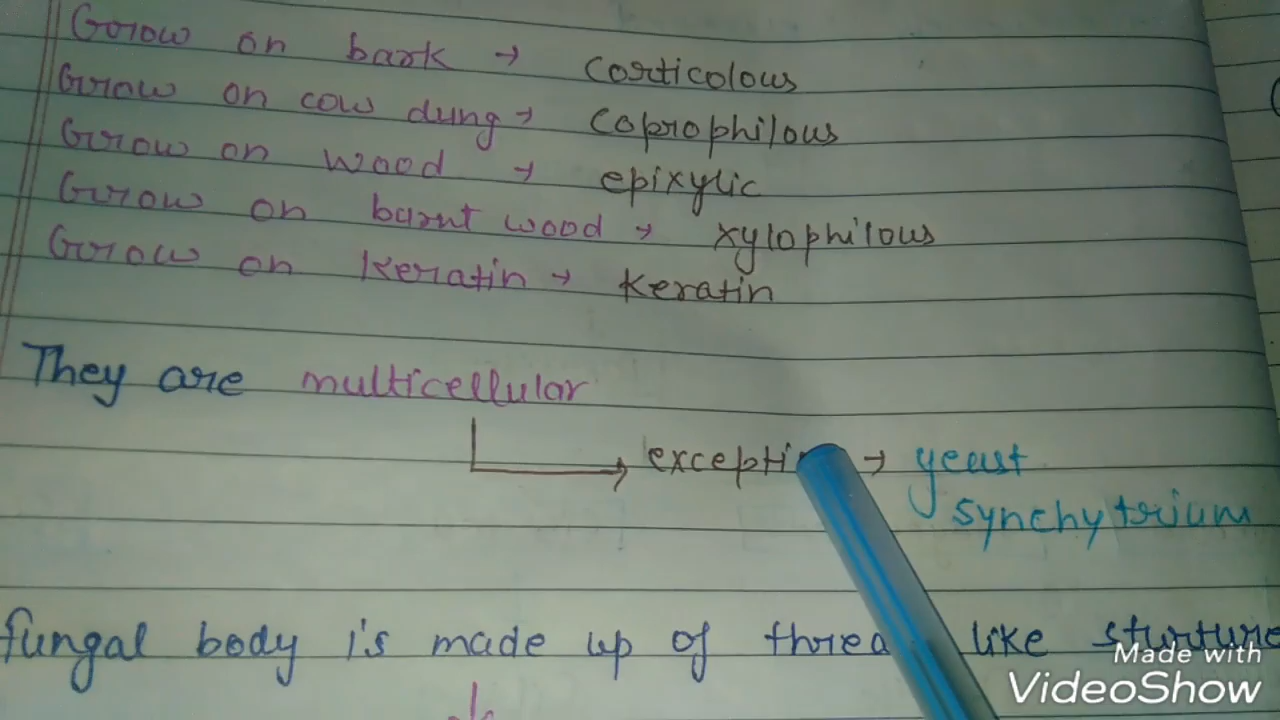 Grow on bark → Corticolous
Grow on cow dung → Coprophilous
Grow on wood → epixylic
Grow on burnt wood → xylophilous
Grow on Keratin → Keratin
They are multicellular
→ excepti → yeast
synchytrium
fungal body is made up of threa like sturture
Made with
VideoShow